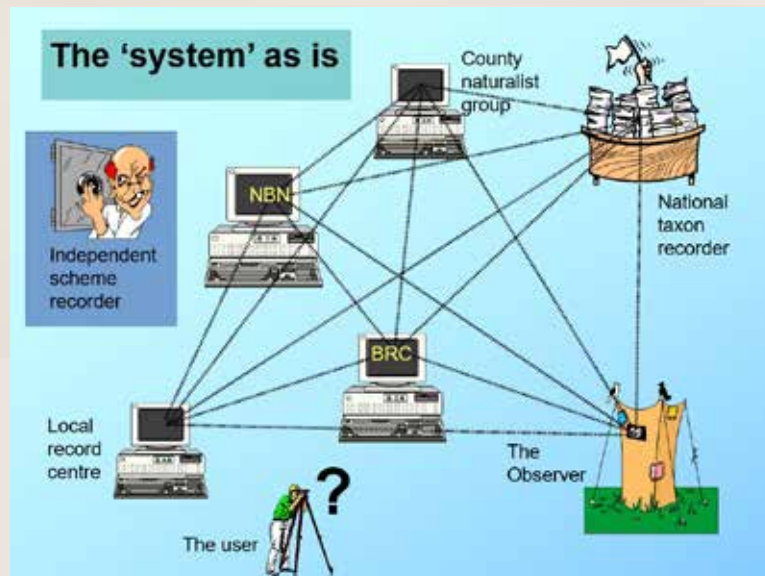 The ‘system’ as is
County
naturalist
group
NBN
Independent
scheme
recorder
National
taxon
recorder
BRC
Local
record
centre
The
Observer
?
The user